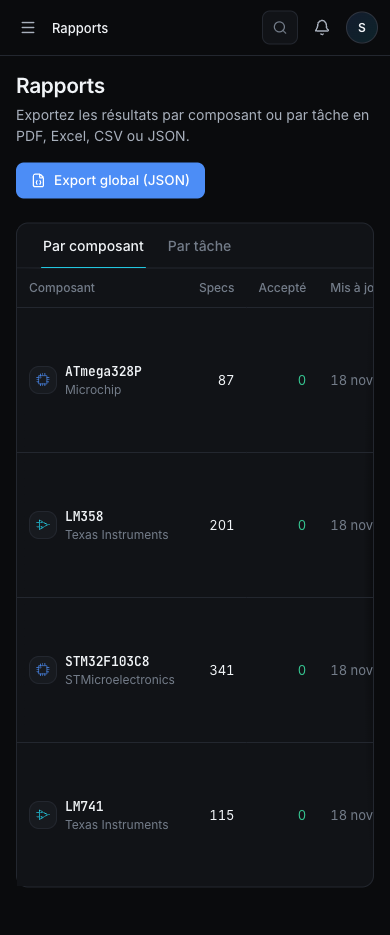 Rapports
S
Rapports
Exportez les résultats par composant ou par tâche en
PDF, Excel, CSV ou JSON.
Export global (JSON)
Par composant Par tâche
Composant Specs Accepté Mis à jo
ATmega328P
Microchip
87 0 18 nov
LM358
Texas Instruments
201 0 18 nov
STM32F103C8
STMicroelectronics
341 0 18 nov
LM741
Texas Instruments
115 0 18 nov